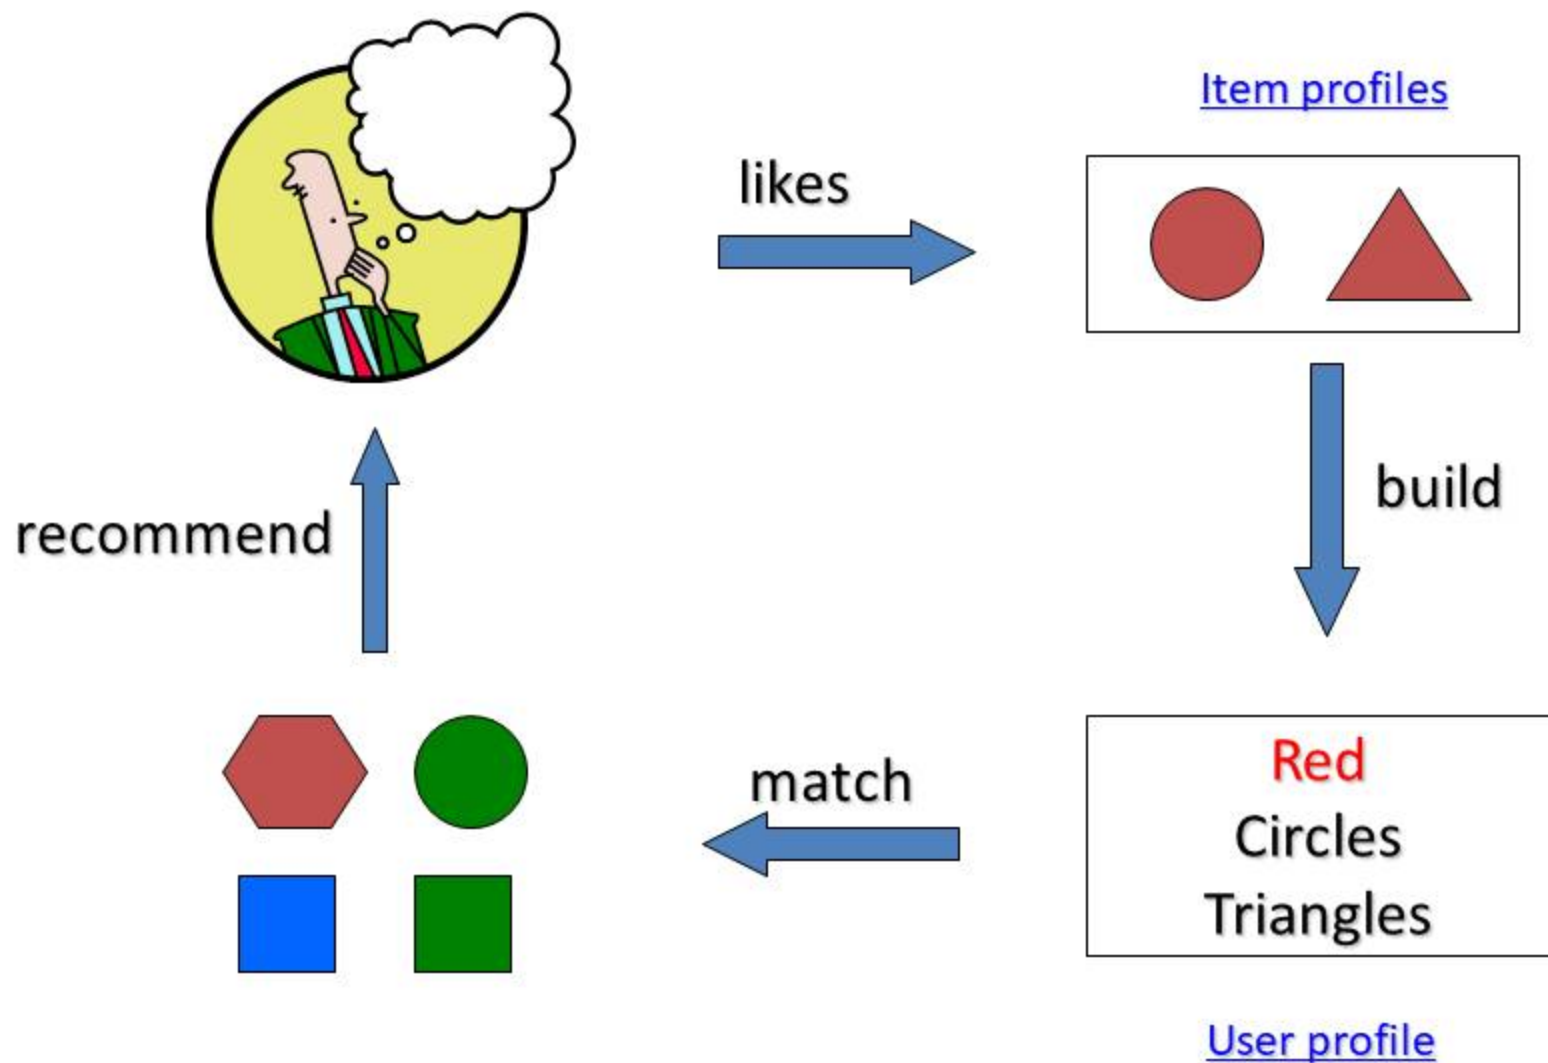 Item profiles
likes
build
recommend
match
Red
Circles
Triangles
User profile